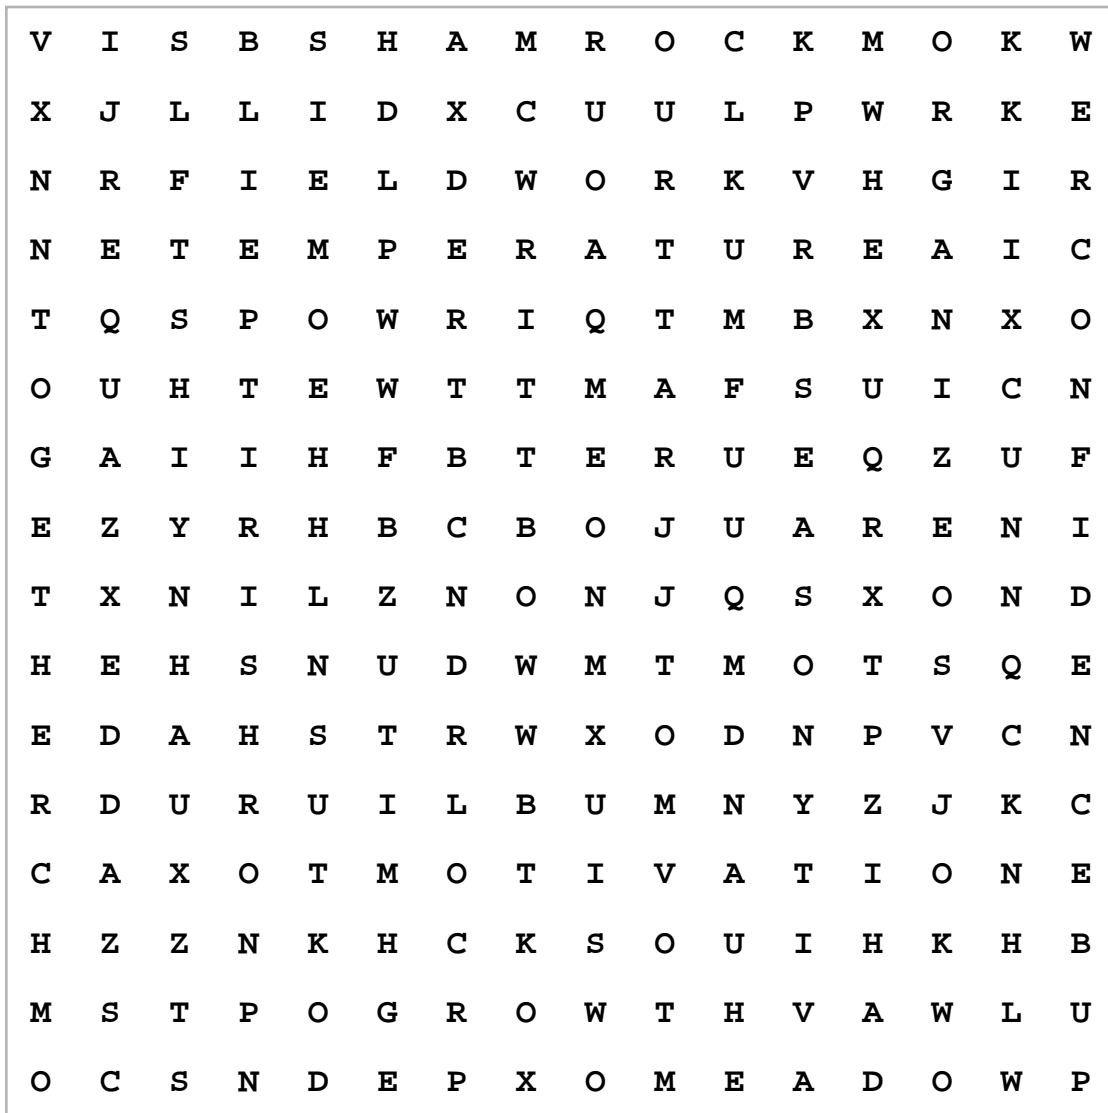 V I S B S H A M R O C K M O K W
X J L L I D X C U U L P W R K E
N R F I E L D W O R K V H G I R
N E T E M P E R A T U R E A I C
T Q S P O W R I Q T M B X N X O
O U H T E W T T M A F S U I C N
G A I I H F B T E R U E Q Z U F
E Z Y R H B C B O J U A R E N I
T X N I L Z N O N J Q S X O N D
H E H S N U D W M T M O T S Q E
E D A H S T R W X O D N P V C N
R D U R U I L B U M N Y Z J K C
C A X O T M O T I V A T I O N E
H Z Z N K H C K S O U I H K H B
M S T P O G R O W T H V A W L U
O C S N D E P X O M E A D O W P